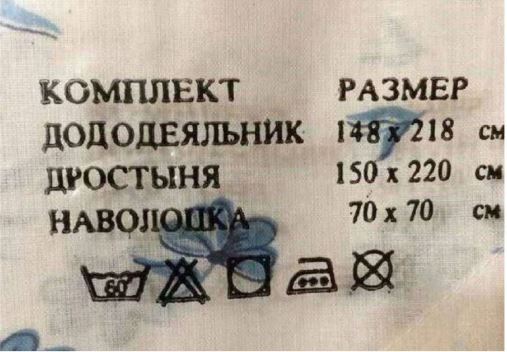 КОМПЛЕКТ РАЗМЕР
ДОДОДЕЯЛЬНИК 148 x 218 см
ДРОСТЫНЯ 150 x 220 см
НАВОЛОЦКА 70 x 70 см
60°